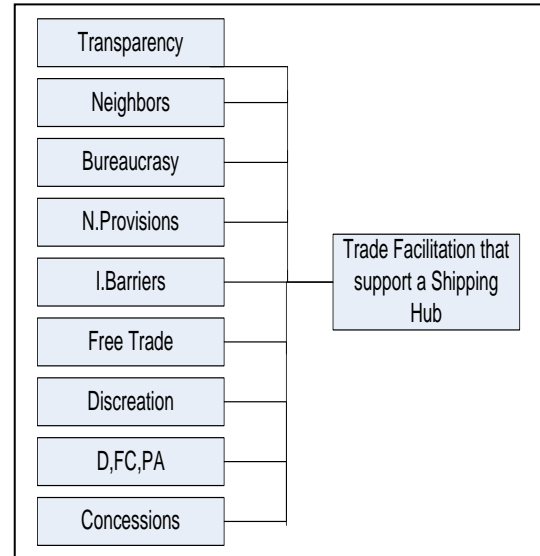 Transparency
Neighbors
Bureaucrasy
N.Provisions
I.Barriers
Free Trade
Discreation
D,FC,PA
Concessions
Trade Facilitation that
support a Shipping
Hub